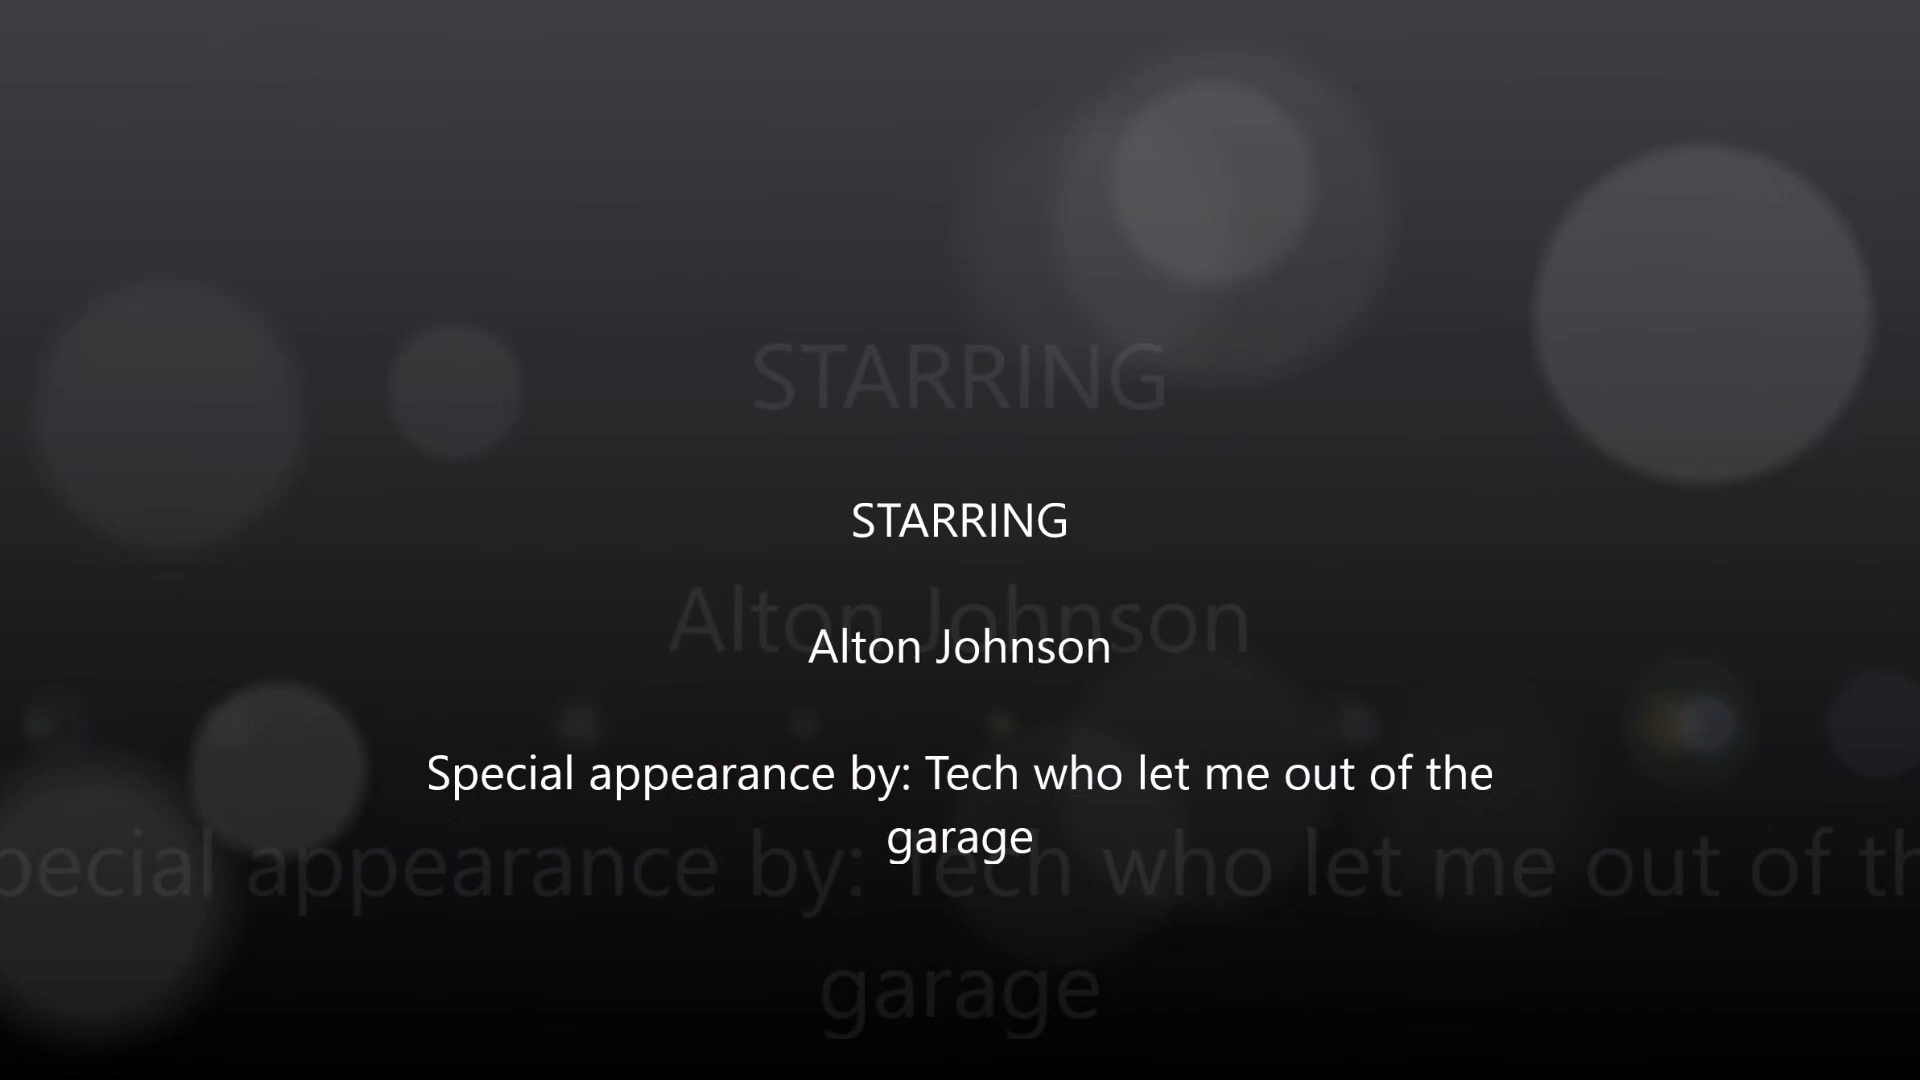 STARRING
Alton Johnson
Special appearance by: Tech who let me out of the
garage